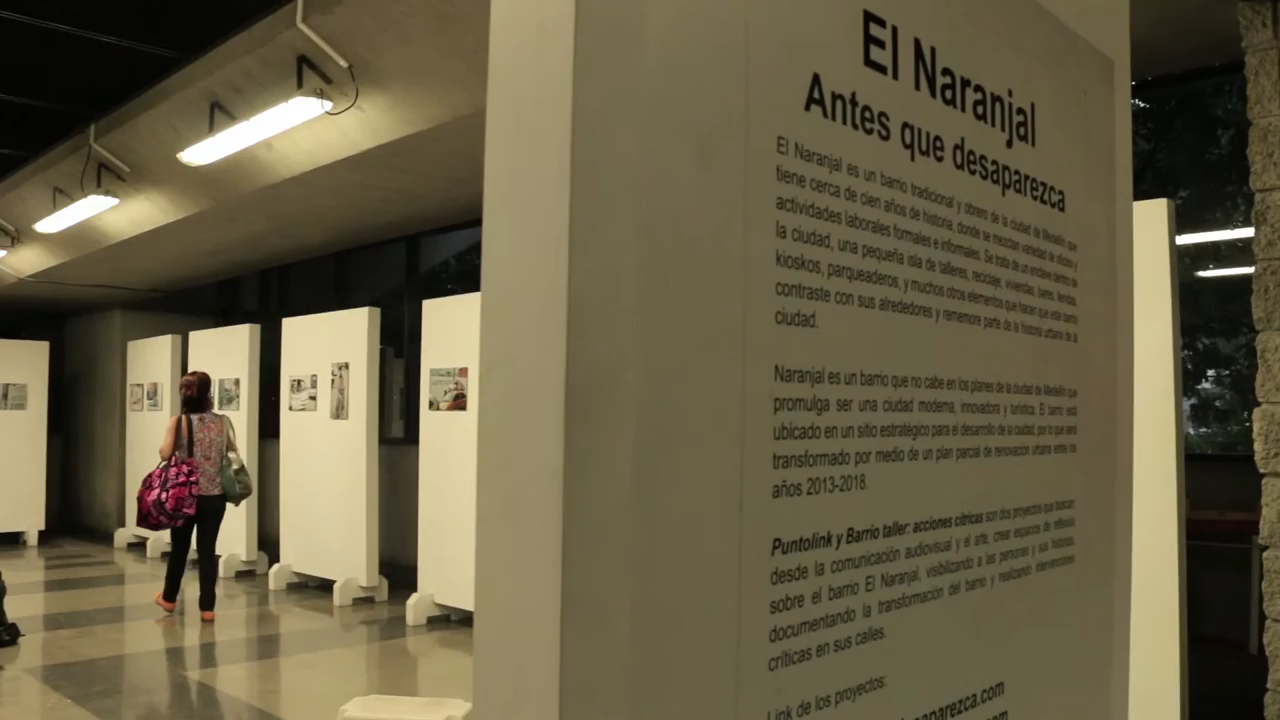 El Naranjal
Antes que desaparezca
El Naranjal es un barrio tradicional y obrero de la ciudad de Medellín que
tiene cerca de cien años de historia, donde se mezclan variedad de oficios y
actividades laborales formales e informales. Se trata de un enclave dentro de
la ciudad, una pequeña isla de talleres, reciclaje, viviendas, bares, tiendas,
kioskos, parqueaderos, y muchos otros elementos que hacen que este barrio
contraste con sus alrededores y rememore parte de la historia urbana de la
ciudad.
Naranjal es un barrio que no cabe en los planes de la ciudad de Medellín que
promulga ser una ciudad moderna, innovadora y turística. El barrio está
ubicado en un sitio estratégico para el desarrollo de la ciudad, por lo que será
transformado por medio de un plan parcial de renovación urbana entre los
años 2013-2018.
Puntolink y Barrio taller: acciones cítricas son dos proyectos que buscan
desde la comunicación audiovisual y el arte, crear espacios de reflexión
sobre el barrio El Naranjal, visibilizando a las personas y sus historias,
documentando la transformación del barrio y realizando intervenciones
críticas en sus calles.
Link de los proyectos:
desaparezca.com